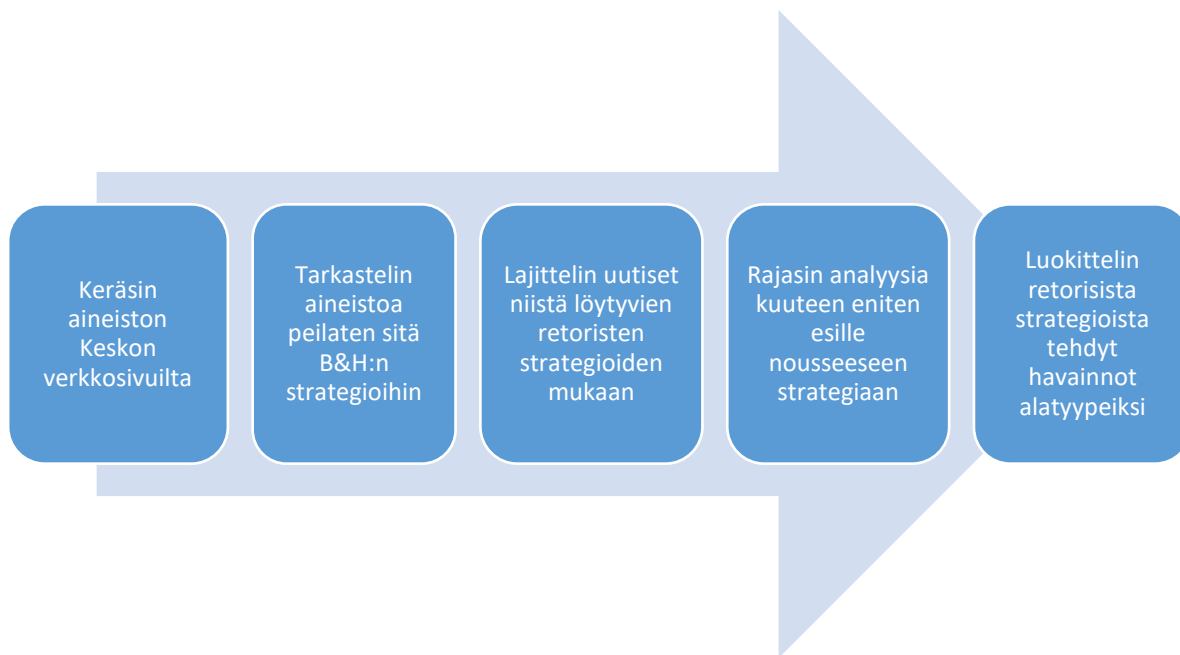 Keräsin
aineiston
Keskon
verkkosivuilta
Tarkastelin
aineistoa
peilaten sitä
B&H:n
strategioihin
Lajittelin uutiset
niistä löytyvien
retoristen
strategioiden
mukaan
Rajasin analyysia
kuuteen eniten
esille
nousseeseen
strategiaan
Luokittelin
retorisista
strategioista
tehdyt
havainnot
alatyypeiksi